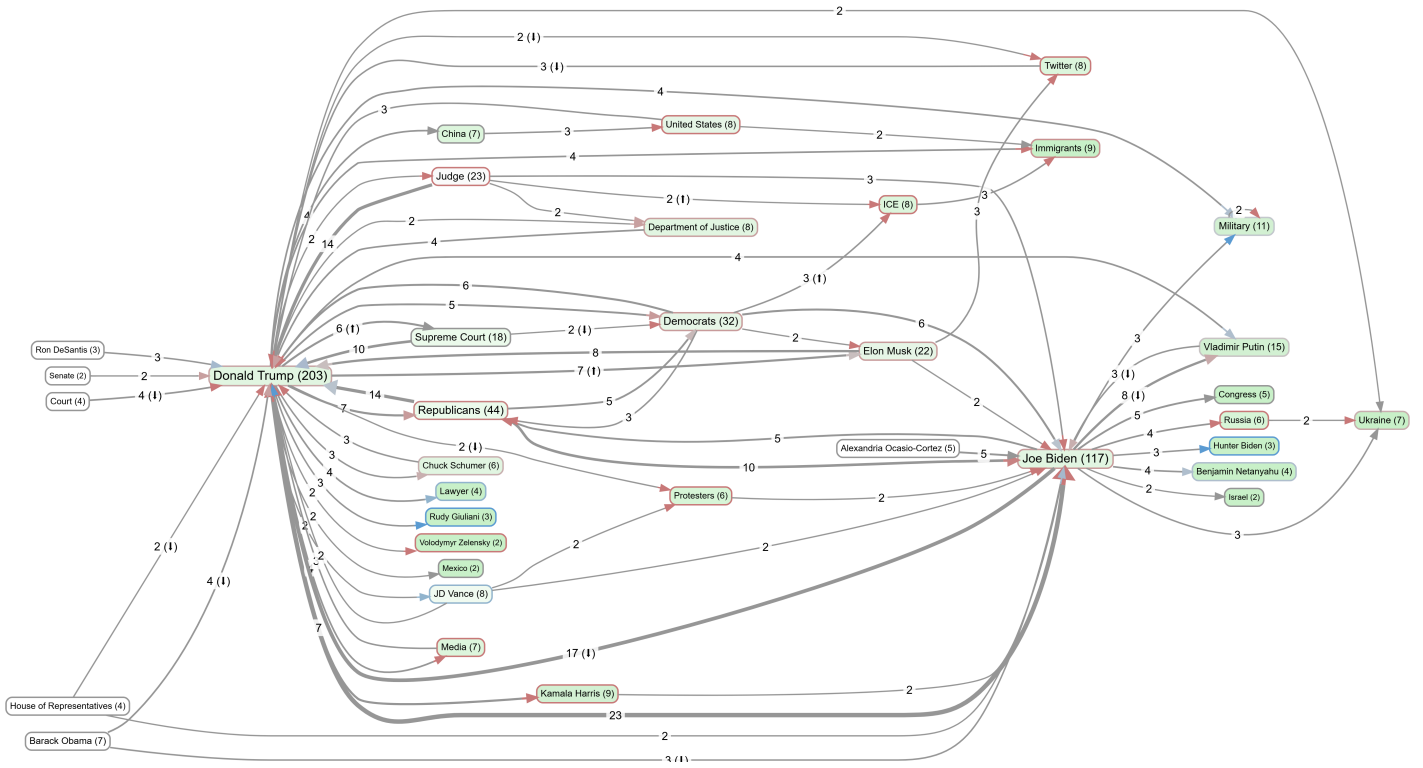 2
2 (⬇)
Twitter (8)
3 (⬇)
4
3
United States (8)
China (7)
3
2
Immigrants (9)
4
Judge (23)
3
3
2 (⬆)
ICE (8)
4
2
3
2
2
Military (11)
2
Department of Justice (8)
2
14
4
4
3 (⬆)
6
5
Democrats (32)
6
6 (⬆)
2 (⬇)
Supreme Court (18)
2
3
Ron DeSantis (3)
3
10
8
Elon Musk (22)
Vladimir Putin (15)
7 (⬆)
3 (⬇)
Senate (2)
2
Donald Trump (203)
Court (4)
4 (⬇)
14
8 (⬇)
Congress (5)
7
Republicans (44)
5
2
5
3
Russia (6)
2
Ukraine (7)
4
3
2 (⬇)
5
Alexandria Ocasio-Cortez (5)
5
Joe Biden (117)
3
Hunter Biden (3)
3
Chuck Schumer (6)
10
4
Benjamin Netanyahu (4)
4
3
Lawyer (4)
2
Protesters (6)
2
2
Israel (2)
2
Rudy Giuliani (3)
2
Volodymyr Zelensky (2)
3
2
2
2
2 (⬇)
Mexico (2)
4 (⬇)
JD Vance (8)
7
Media (7)
17 (⬇)
Kamala Harris (9)
2
House of Representatives (4)
23
2
Barack Obama (7)
3 (⬇)